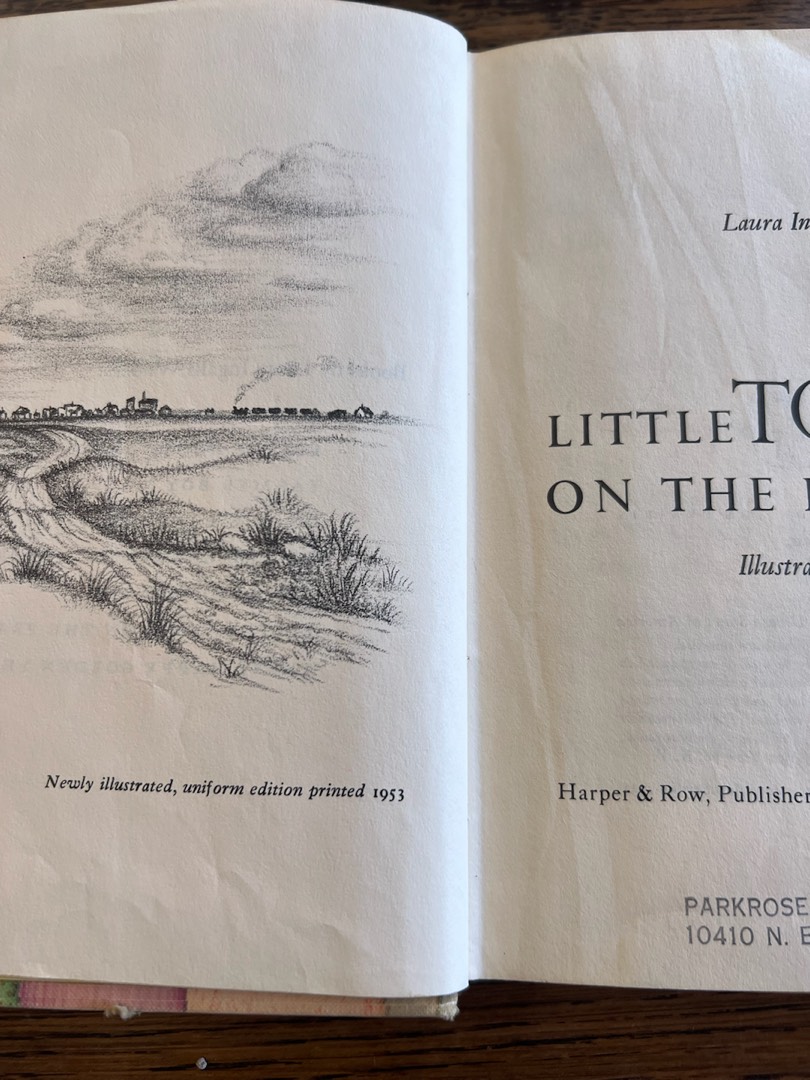 Newly illustrated, uniform edition printed 1953
Laura In
LITTLE TO
ON THE
Illustra
Harper & Row, Publisher
PARKROSE
10410 N. E